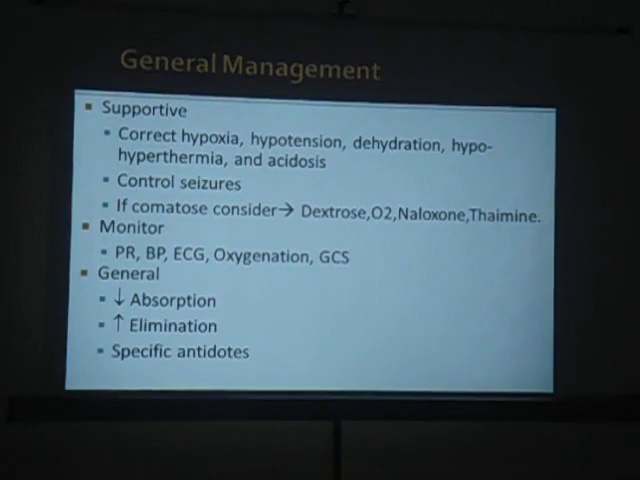 General Management
▪ Supportive
▪ Correct hypoxia, hypotension, dehydration, hypo-
hyperthermia, and acidosis
▪ Control seizures
▪ If comatose consider→ Dextrose,O2,Naloxone,Thaimine.
▪ Monitor
▪ PR, BP, ECG, Oxygenation, GCS
▪ General
▪ ↓ Absorption
▪ ↑ Elimination
▪ Specific antidotes